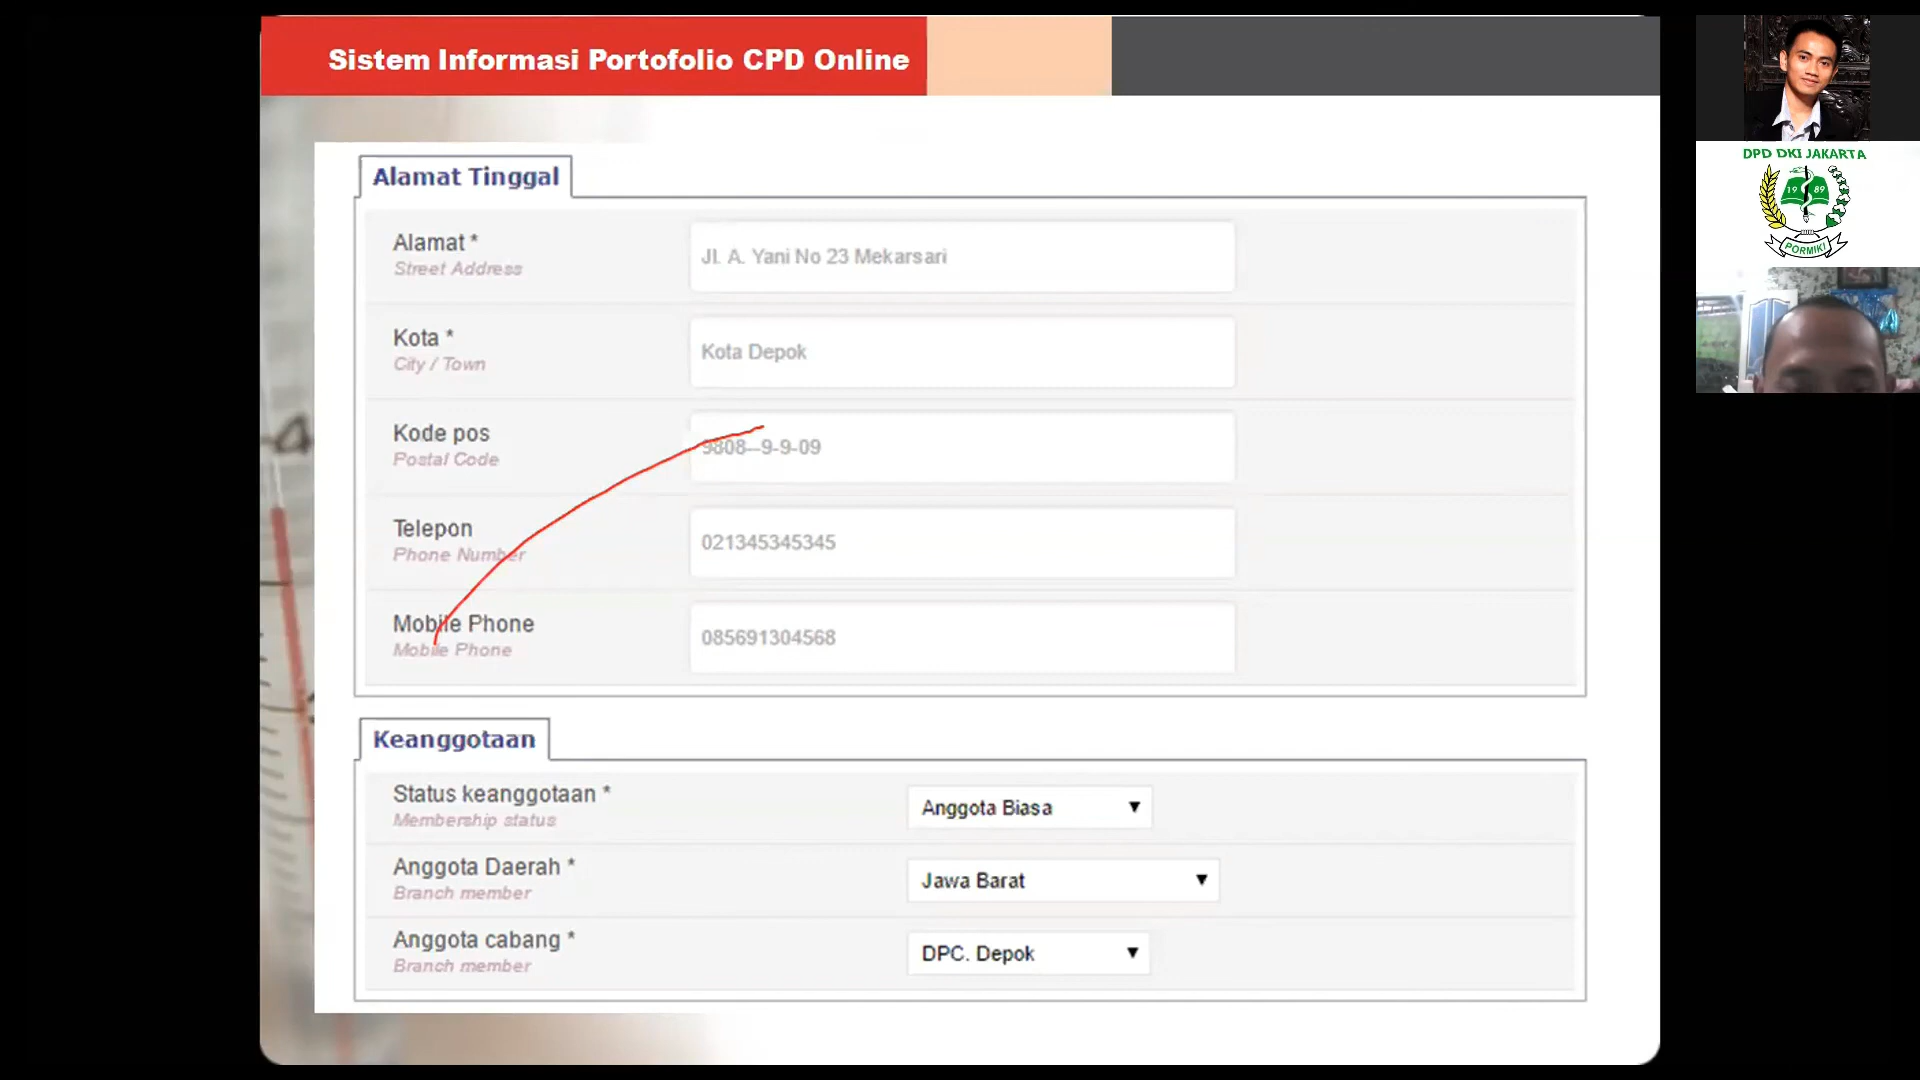 Sistem Informasi Portofolio CPD Online
Alamat Tinggal
Alamat *
Street Address
Jl. A. Yani No 23 Mekarsari
Kota *
City / Town
Kota Depok
Kode pos
Postal Code
9808--9-9-09
Telepon
Phone Number
021345345345
Mobile Phone
Mobile Phone
085691304568
Keanggotaan
Status keanggotaan *
Membership status
Anggota Biasa
Anggota Daerah *
Branch member
Jawa Barat
Anggota cabang *
Branch member
DPC. Depok
DPD DKI JAKARTA
19 89
PORMIKI
-4